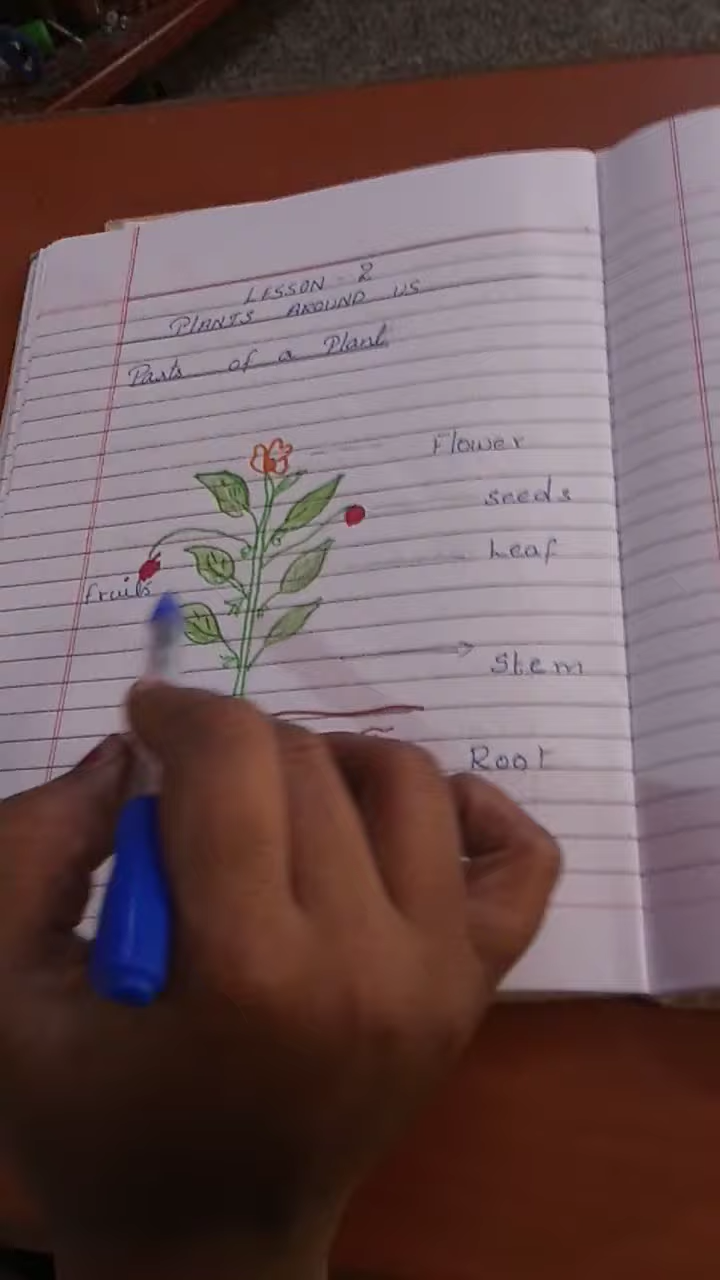 LESSON - 2
PLANTS AROUND US
Parts of a Plant
Flower
seeds
Leaf
fruits
Stem
Root